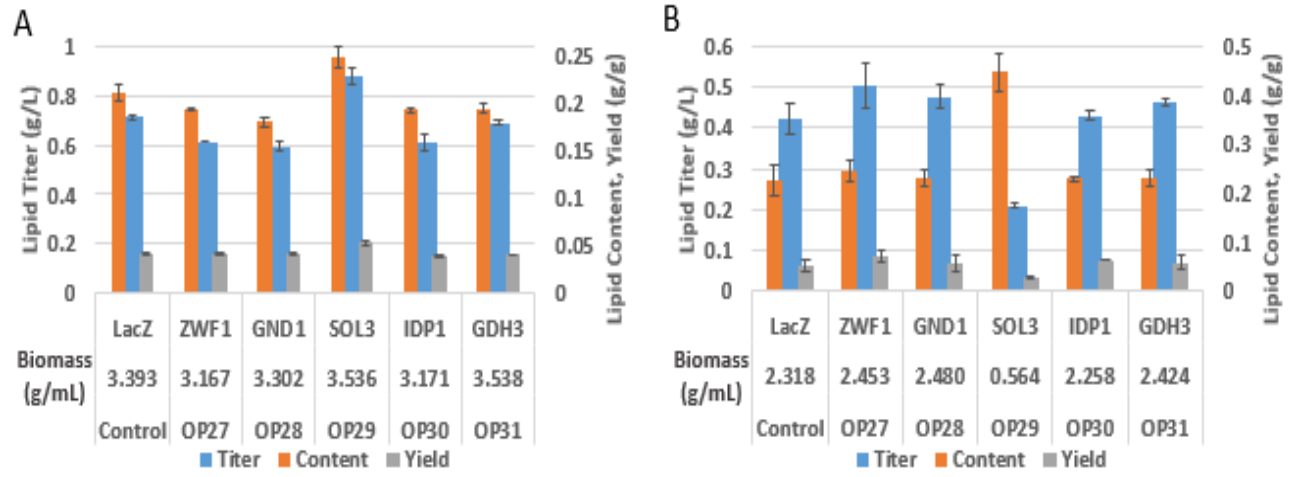 A
1
0.8
0.6
0.4
0.2
0
Lipid Titer (g/L)
0.25
0.2
0.15
0.1
0.05
0
Lipid Content, Yield (g/g)
LacZ ZWF1 GND1 SOL3 IDP1 GDH3
Biomass
(g/mL)
3.393 3.167 3.302 3.536 3.171 3.538
Control OP27 OP28 OP29 OP30 OP31
Titer Content Yield
B
0.6
0.5
0.4
0.3
0.2
0.1
0
Lipid Titer (g/L)
0.5
0.4
0.3
0.2
0.1
0
Lipid Content, Yield (g/g)
LacZ ZWF1 GND1 SOL3 IDP1 GDH3
Biomass
(g/mL)
2.318 2.453 2.480 0.564 2.258 2.424
Control OP27 OP28 OP29 OP30 OP31
Titer Content Yield